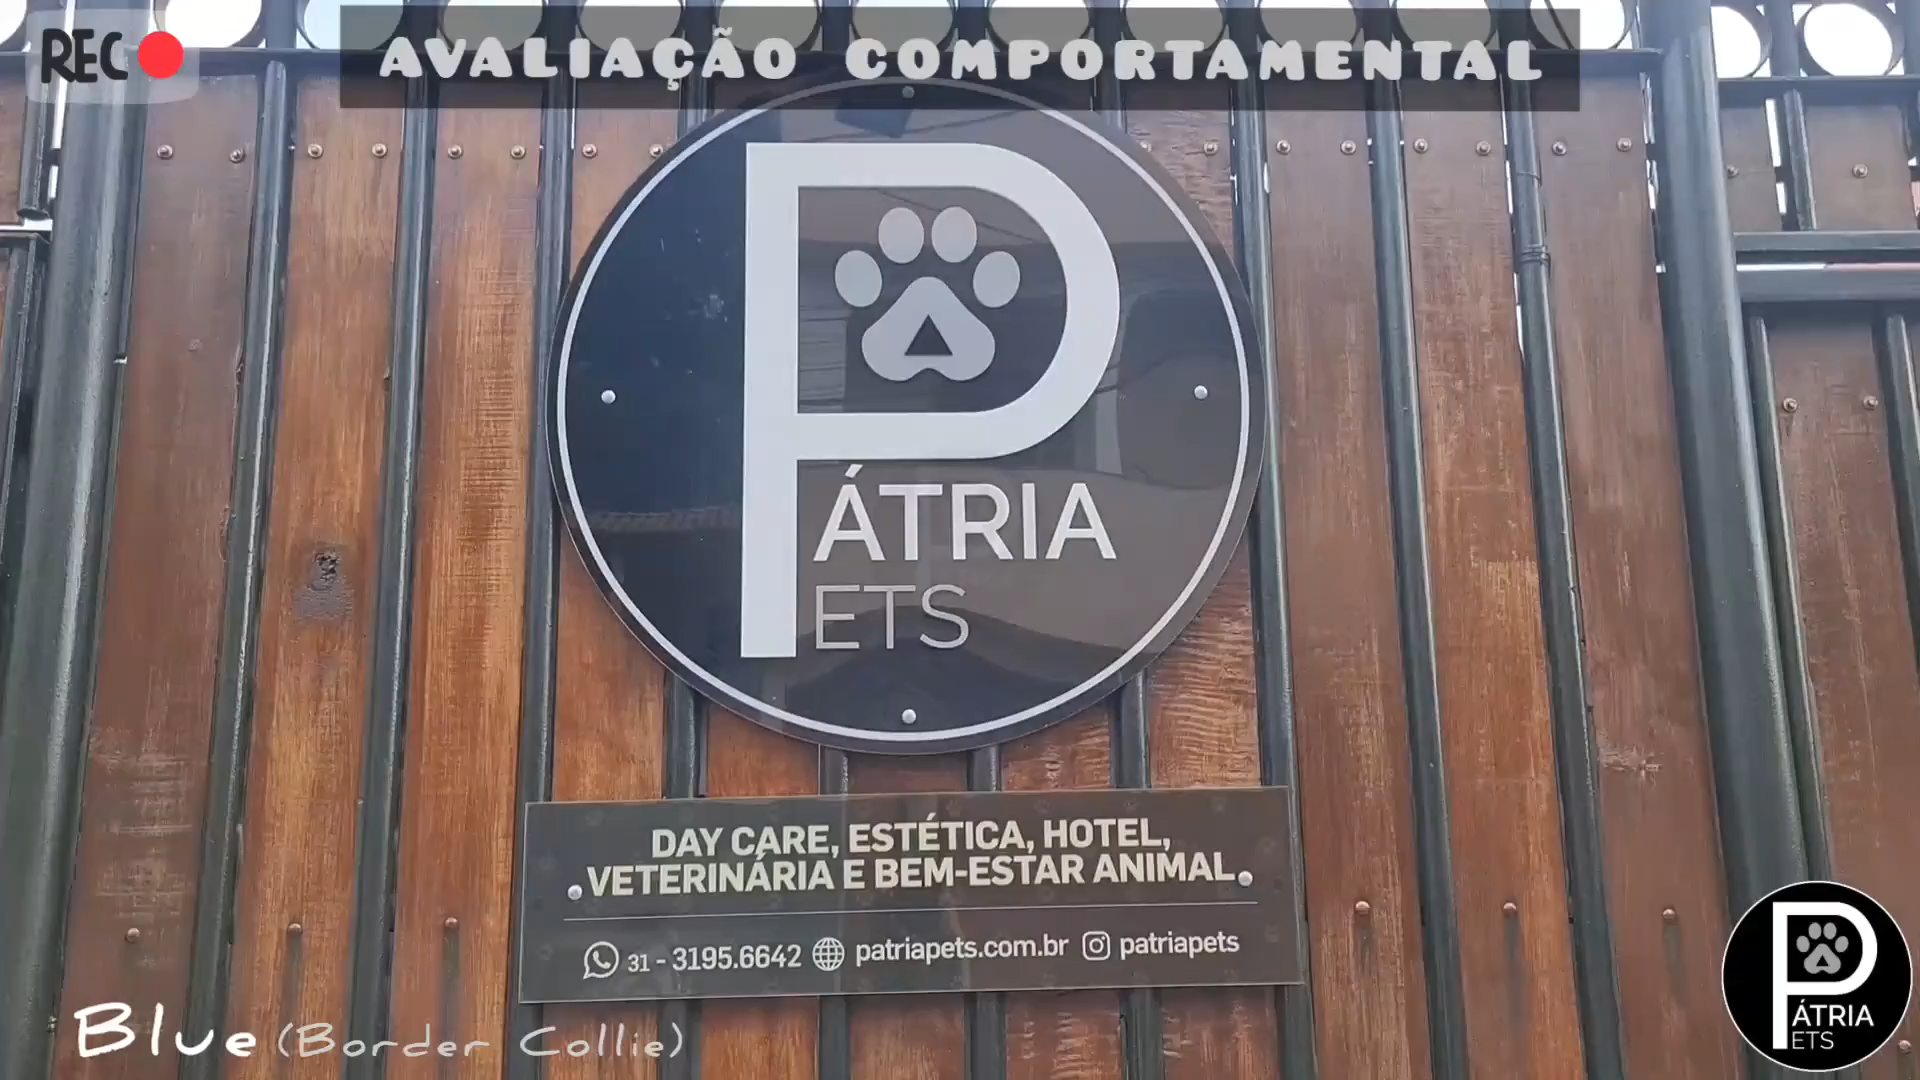 REC
AVALIAÇÃO COMPORTAMENTAL
PÁTRIA
ETS
DAY CARE, ESTÉTICA, HOTEL,
VETERINÁRIA E BEM-ESTAR ANIMAL
31 - 3195.6642 patriapets.com.br patriapets
Blue (Border Collie)
PÁTRIA
ETS